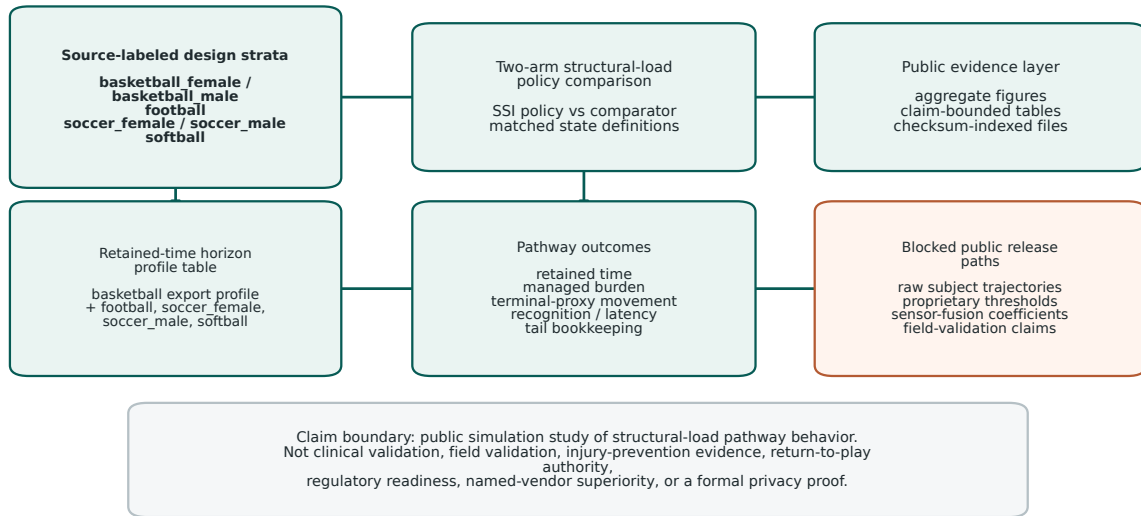 Source-labeled design strata
basketball_female /
basketball_male
football
soccer_female / soccer_male
softball
Two-arm structural-load
policy comparison
SSI policy vs comparator
matched state definitions
Public evidence layer
aggregate figures
claim-bounded tables
checksum-indexed files
Retained-time horizon
profile table
basketball export profile
+ football, soccer_female,
soccer_male, softball
Pathway outcomes
retained time
managed burden
terminal-proxy movement
recognition / latency
tail bookkeeping
Blocked public release
paths
raw subject trajectories
proprietary thresholds
sensor-fusion coefficients
field-validation claims
Claim boundary: public simulation study of structural-load pathway behavior.
Not clinical validation, field validation, injury-prevention evidence, return-to-play
authority,
regulatory readiness, named-vendor superiority, or a formal privacy proof.